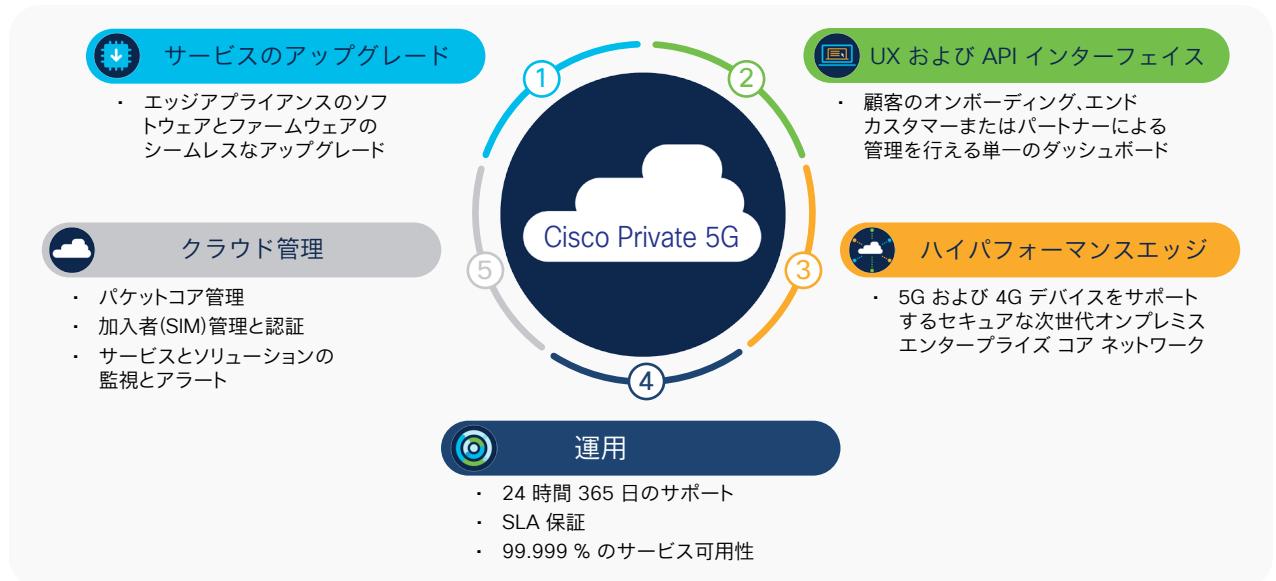 サービスのアップグレード
・ エッジアプライアンスのソフ
トウェアとファームウェアの
シームレスなアップグレード
1
2
UX および API インターフェイス
・ 顧客のオンボーディング、エンド
カスタマーまたはパートナーによる
管理を行える単一のダッシュボード
Cisco Private 5G
クラウド管理
・ パケットコア管理
・ 加入者(SIM)管理と認証
・ サービスとソリューションの
監視とアラート
5
3
ハイパフォーマンスエッジ
・ 5G および 4G デバイスをサポート
するセキュアな次世代オンプレミス
エンタープライズ コア ネットワーク
4
運用
・ 24 時間 365 日のサポート
・ SLA 保証
・ 99.999 % のサービス可用性